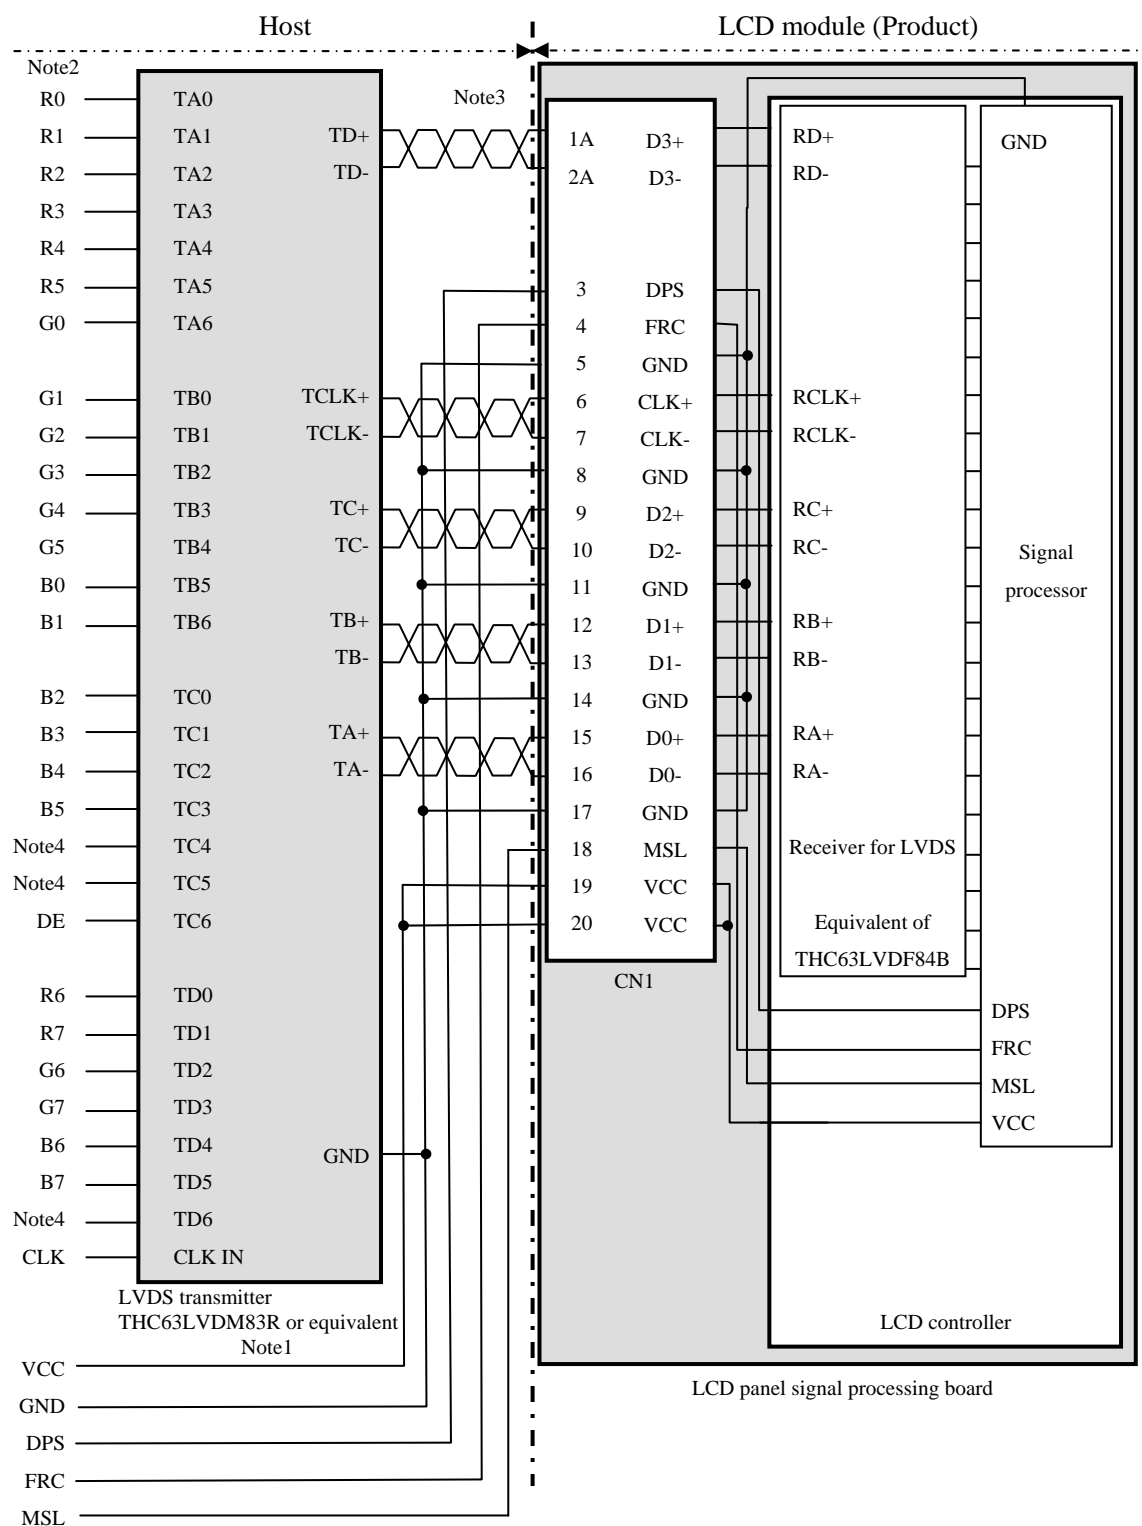 Host
LCD module (Product)
Note2
R0 TA0
R1 TA1
R2 TA2
R3 TA3
R4 TA4
R5 TA5
G0 TA6
G1 TB0
G2 TB1
G3 TB2
G4 TB3
G5 TB4
B0 TB5
B1 TB6
B2 TC0
B3 TC1
B4 TC2
B5 TC3
Note4 TC4
Note4 TC5
DE TC6
R6 TD0
R7 TD1
G6 TD2
G7 TD3
B6 TD4
B7 TD5
Note4 TD6
CLK CLK IN
TD+
TD-
TCLK+
TCLK-
TC+
TC-
TB+
TB-
TA+
TA-
GND
LVDS transmitter
THC63LVDM83R or equivalent
Note1
VCC
GND
DPS
FRC
MSL
Note3
1A D3+
2A D3-
3 DPS
4 FRC
5 GND
6 CLK+
7 CLK-
8 GND
9 D2+
10 D2-
11 GND
12 D1+
13 D1-
14 GND
15 D0+
16 D0-
17 GND
18 MSL
19 VCC
20 VCC
CN1
RD+
RD-
RCLK+
RCLK-
RC+
RC-
RB+
RB-
RA+
RA-
Receiver for LVDS
Equivalent of
THC63LVDF84B
GND
Signal
processor
DPS
FRC
MSL
VCC
LCD controller
LCD panel signal processing board